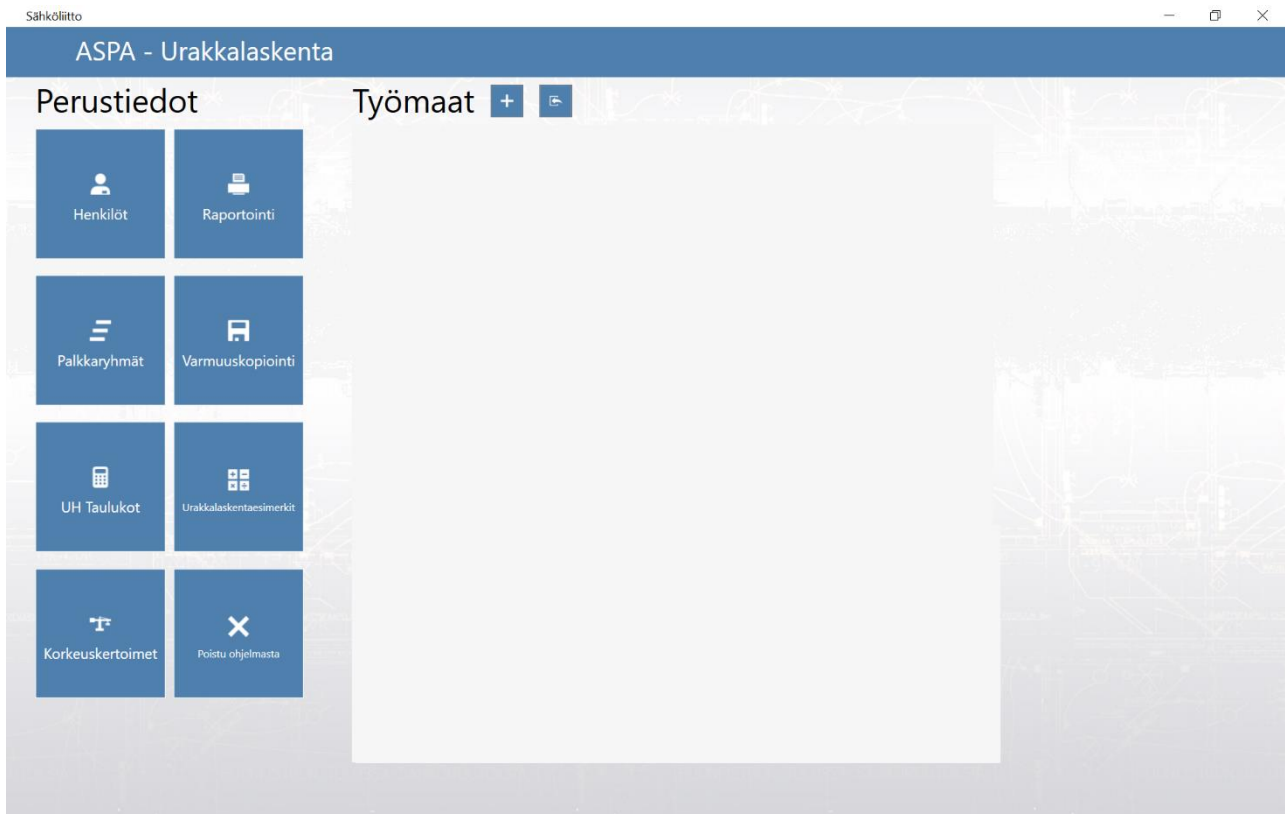 Sähköliitto
ASPA - Urakkalaskenta
Perustiedot
Työmaat
Henkilöt
Raportointi
Palkkaryhmät
Varmuuskopiointi
UH Taulukot
Urakkalaskentaesimerkit
Korkeuskertoimet
Poistu ohjelmasta